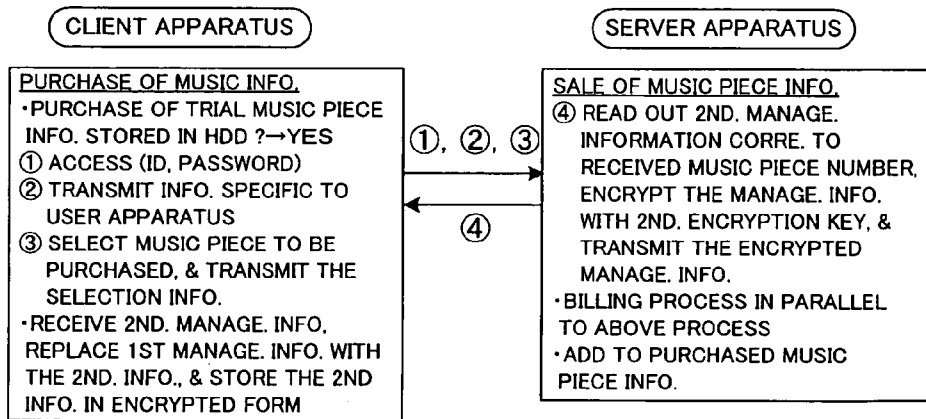 CLIENT APPARATUS
PURCHASE OF MUSIC INFO.
·PURCHASE OF TRIAL MUSIC PIECE
INFO. STORED IN HDD ?→YES
① ACCESS (ID, PASSWORD)
② TRANSMIT INFO. SPECIFIC TO
USER APPARATUS
③ SELECT MUSIC PIECE TO BE
PURCHASED, & TRANSMIT THE
SELECTION INFO.
·RECEIVE 2ND. MANAGE. INFO,
REPLACE 1ST MANAGE. INFO. WITH
THE 2ND. INFO., & STORE THE 2ND
INFO. IN ENCRYPTED FORM
①, ②, ③
④
SERVER APPARATUS
SALE OF MUSIC PIECE INFO.
④ READ OUT 2ND. MANAGE.
INFORMATION CORRE. TO
RECEIVED MUSIC PIECE NUMBER,
ENCRYPT THE MANAGE. INFO.
WITH 2ND. ENCRYPTION KEY, &
TRANSMIT THE ENCRYPTED
MANAGE. INFO.
·BILLING PROCESS IN PARALLEL
TO ABOVE PROCESS
·ADD TO PURCHASED MUSIC
PIECE INFO.